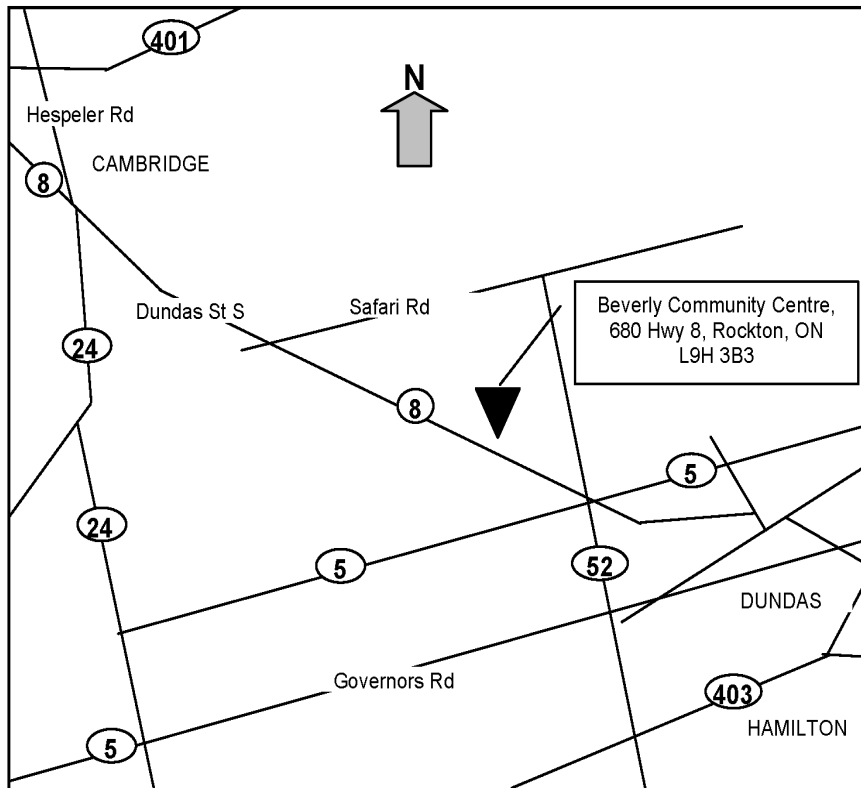 401
N
Hespeler Rd
CAMBRIDGE
8
Dundas St S
Safari Rd
Beverly Community Centre,
680 Hwy 8, Rockton, ON
L9H 3B3
24
8
5
24
5
52
DUNDAS
Governors Rd
403
HAMILTON
5